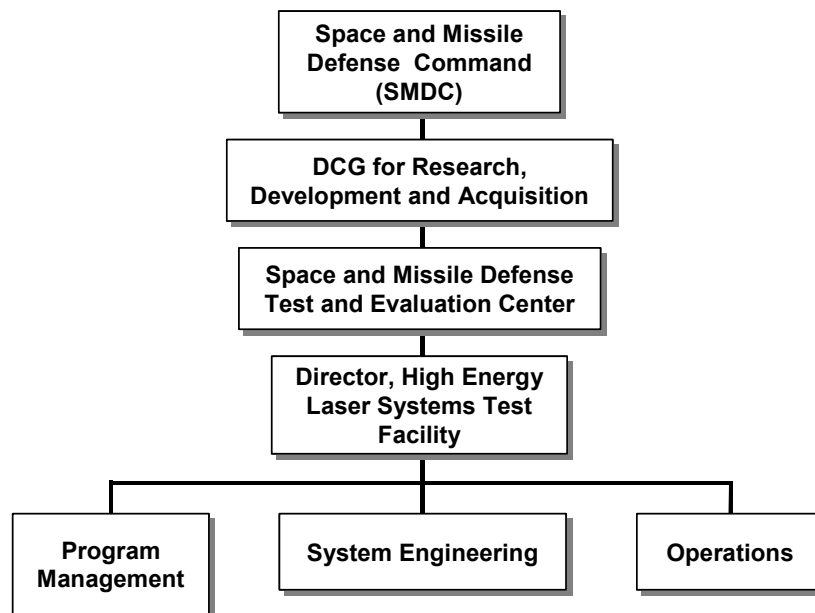 Space and Missile
Defense Command
(SMDC)
DCG for Research,
Development and Acquisition
Space and Missile Defense
Test and Evaluation Center
Director, High Energy
Laser Systems Test
Facility
Program
Management
System Engineering
Operations